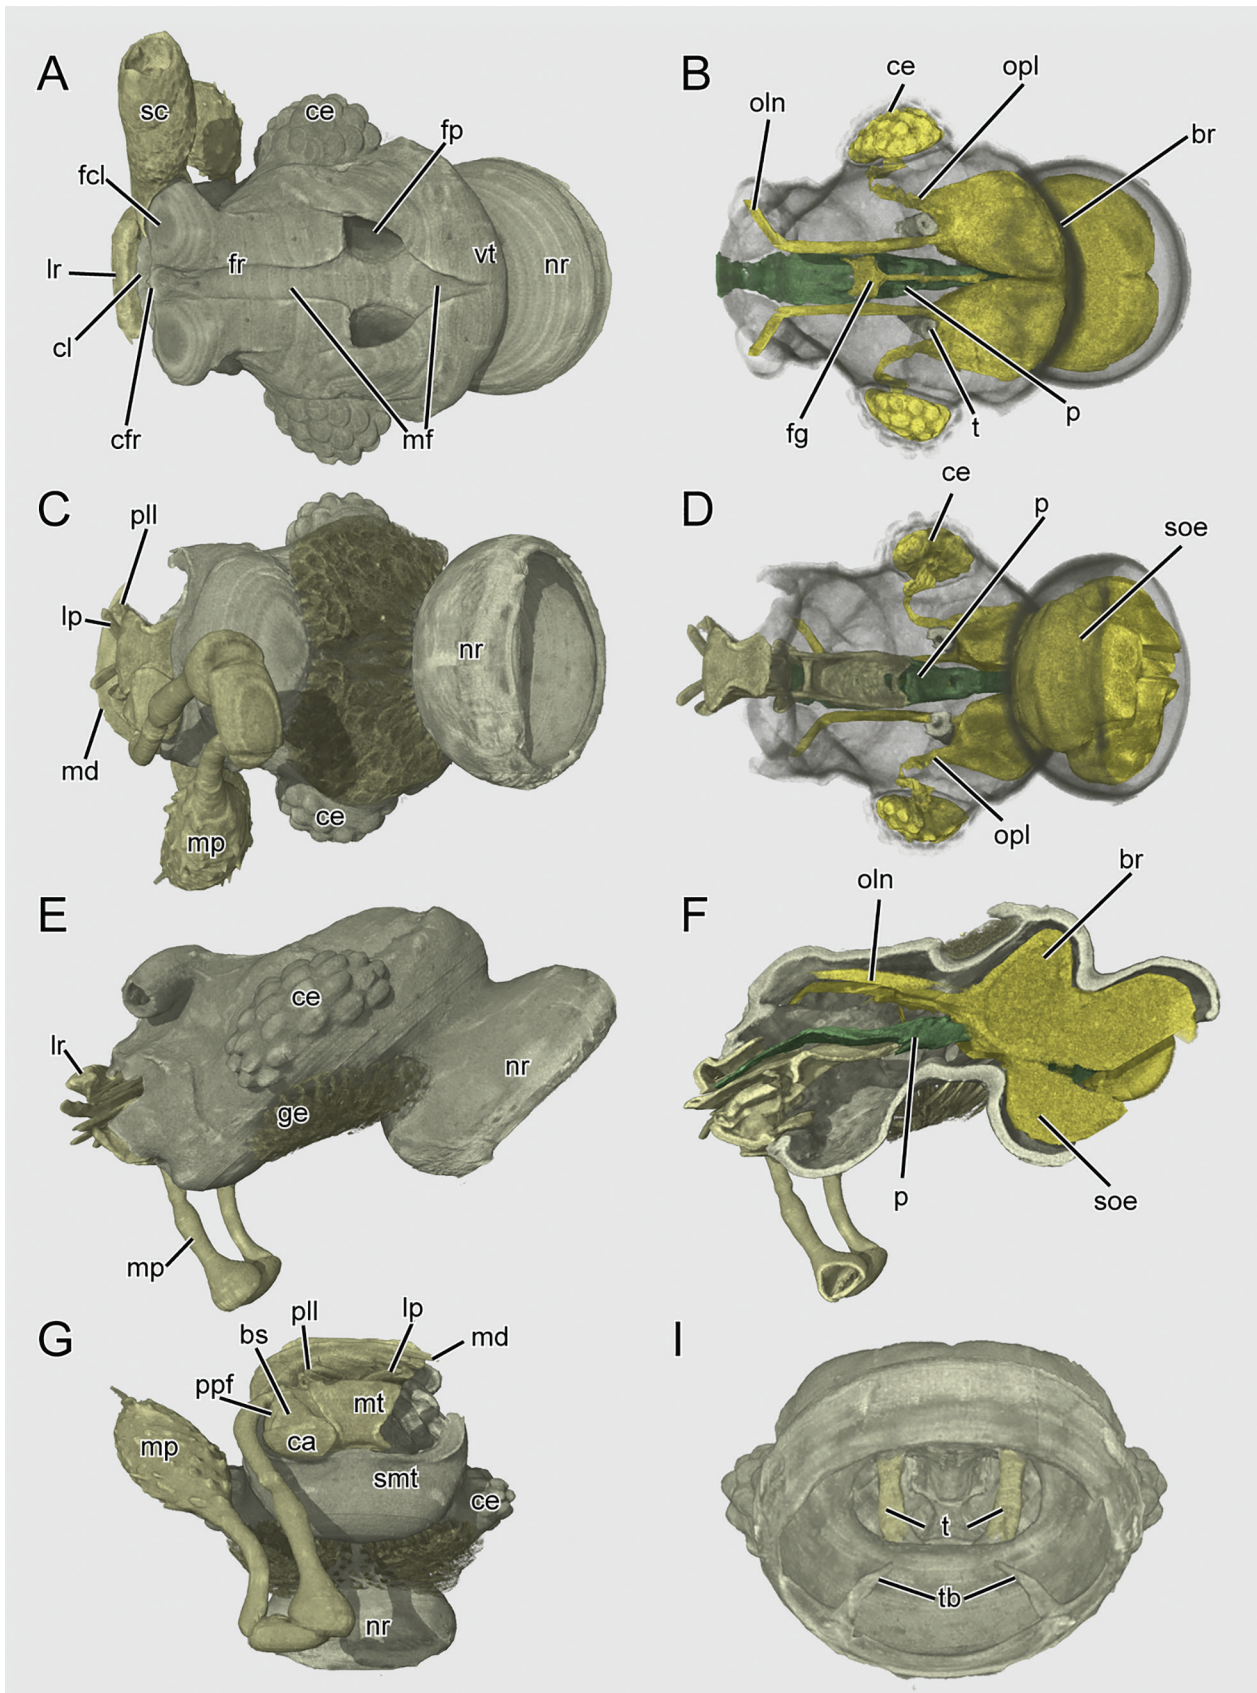 A
sc
ce
fp
fcl
lr
fr
vt
nr
cl
cfr
mf
B
ce
opl
oln
br
fg
t
p
C
pll
lp
nr
md
mp
ce
D
ce
p
soe
opl
E
ce
lr
nr
ge
mp
F
oln
br
p
soe
G
pll
lp
bs
md
ppf
mt
mp
ca
smt
ce
nr
I
t
tb